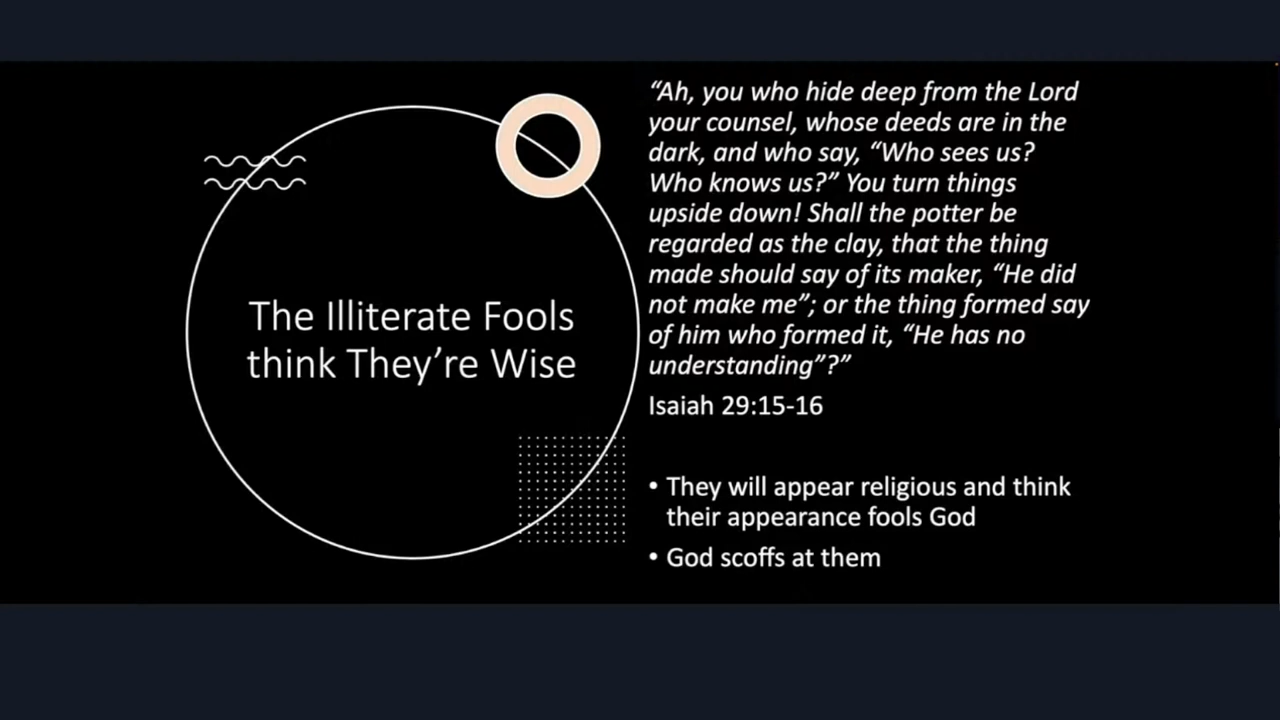 The Illiterate Fools
think They’re Wise
“Ah, you who hide deep from the Lord
your counsel, whose deeds are in the
dark, and who say, “Who sees us?
Who knows us?” You turn things
upside down! Shall the potter be
regarded as the clay, that the thing
made should say of its maker, “He did
not make me”; or the thing formed say
of him who formed it, “He has no
understanding”?”
Isaiah 29:15-16
• They will appear religious and think
their appearance fools God
• God scoffs at them